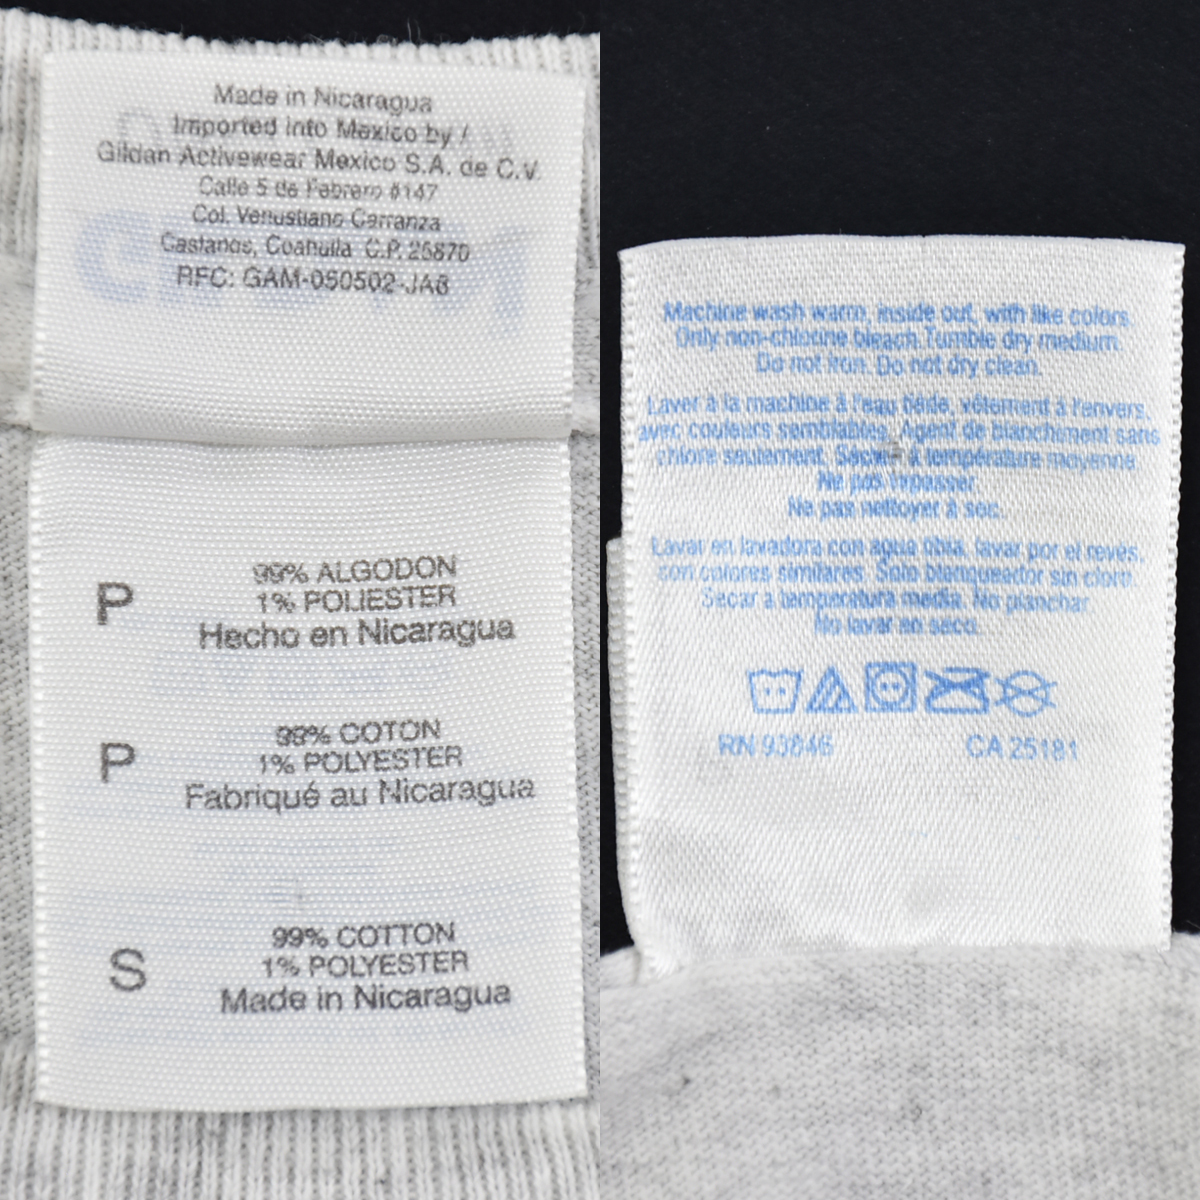 Made in Nicaragua
Imported into Mexico by /
Gildan Activewear Mexico S.A. de C.V.
Calle 5 de Febrero #147
Col. Venustiano Carranza
Castanos, Coahuila C.P. 25870
RFC: GAM-050502-JA6
P
99% ALGODON
1% POLIESTER
Hecho en Nicaragua
P
99% COTON
1% POLYESTER
Fabriqué au Nicaragua
S
99% COTTON
1% POLYESTER
Made in Nicaragua
Machine wash warm, inside out, with like colors.
Only non-chlorine bleach. Tumble dry medium.
Do not iron. Do not dry clean.
Laver à la machine à l'eau tiède, vêtement à l'envers,
avec couleurs semblables. Agent de blanchiment sans
chlore seulement. Sécher à température moyenne.
Ne pas repasser.
Ne pas nettoyer à sec.
Lavar en lavadora con agua tibia, lavar por el reves,
con colores similares. Solo blanqueador sin cloro.
Secar a temperatura media. No planchar.
No lavar en seco.
RN 93846 CA 25181